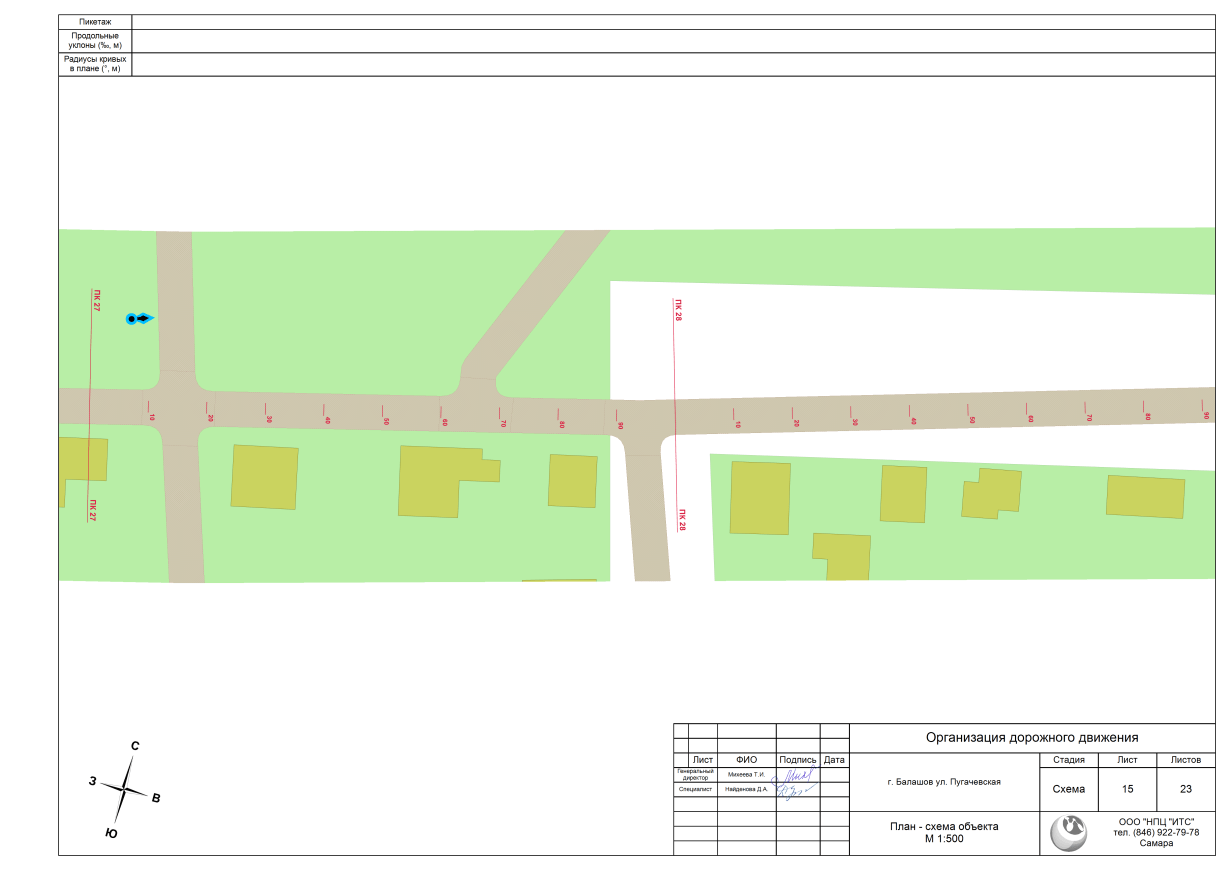 Пикетаж
Продольные
уклоны (‰, м)
Радиусы кривых
в плане (°, м)
ПК 27
ПК 28
10
20
30
40
50
60
70
80
90
10
20
30
40
50
60
70
80
90
ПК 27
ПК 28
С
З
В
Ю
Организация дорожного движения
Лист ФИО Подпись Дата
Стадия Лист Листов
Генеральный
директор
Михеева Т.И.
Специалист Найденова Д.А.
г. Балашов ул. Пугачевская
Схема 15 23
План - схема объекта
М 1:500
ООО "НПЦ "ИТС"
тел. (846) 922-79-78
Самара